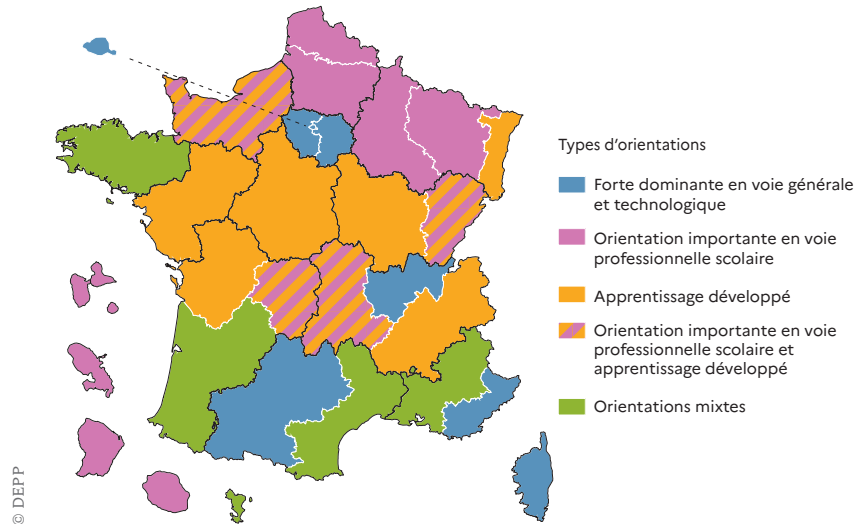 Types d'orientations
Forte dominante en voie générale
et technologique
Orientation importante en voie
professionnelle scolaire
Apprentissage développé
Orientation importante en voie
professionnelle scolaire et
apprentissage développé
Orientations mixtes
© DEPP